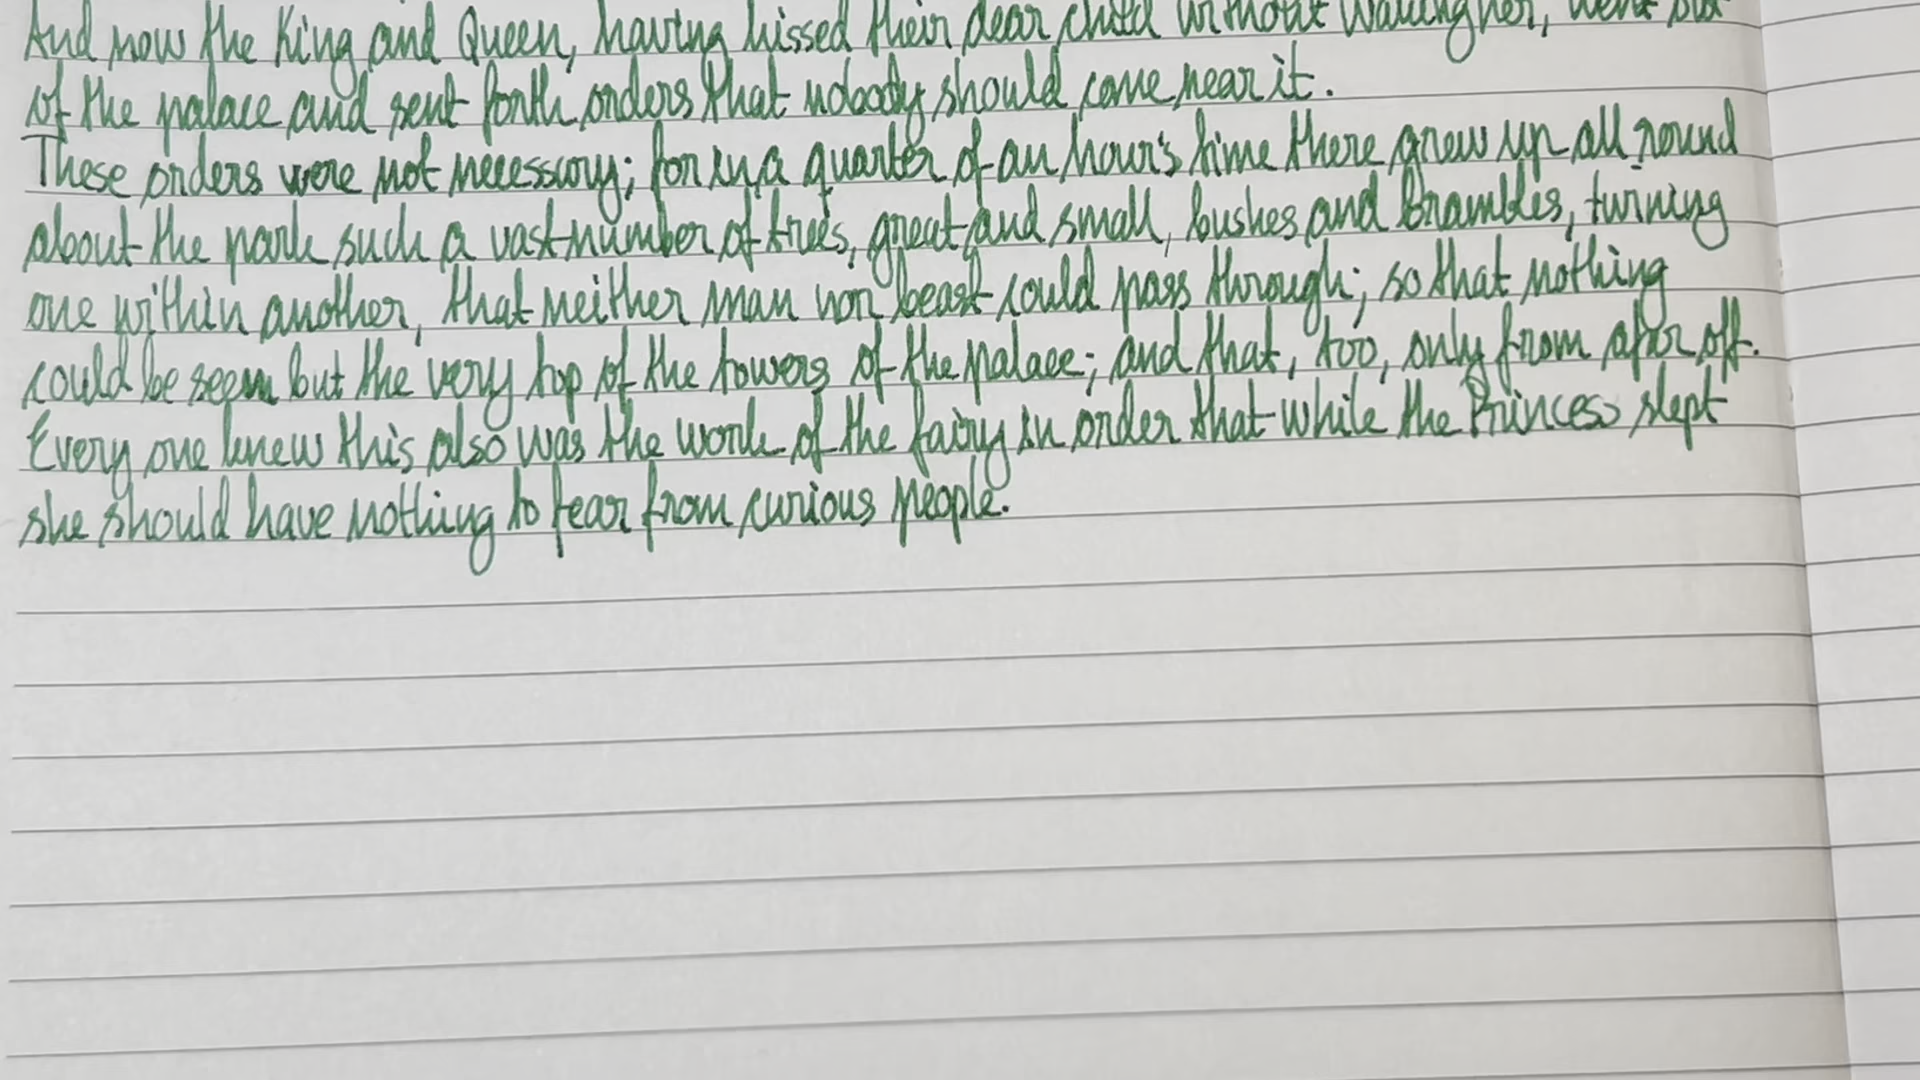 And now the King and Queen, having kissed their dear child without waking her, went out
of the palace and sent forth orders that nobody should come near it.
These orders were not necessary; for in a quarter of an hour's time there grew up all round
about the park such a vast number of trees, great and small, bushes and brambles, turning
one within another, that neither man nor beast could pass through; so that nothing
could be seem but the very top of the towers of the palace; and that, too, only from afar off.
Every one knew this also was the work of the fairy in order that while the Princess slept
she should have nothing to fear from curious people.